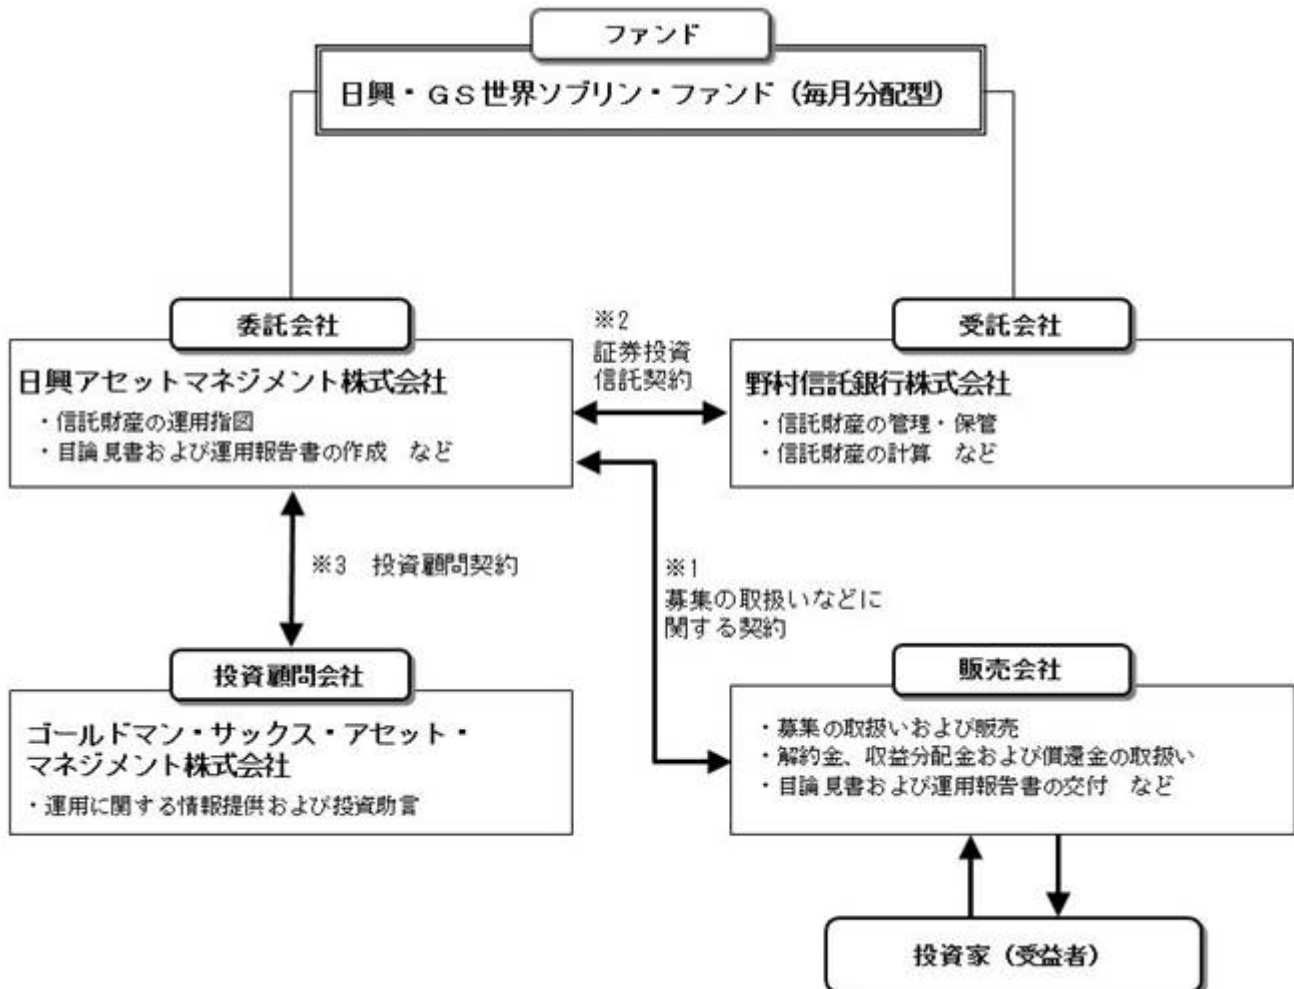 ファンド
日興・ＧＳ世界ソブリン・ファンド（毎月分配型）
委託会社
日興アセットマネジメント株式会社
・信託財産の運用指図
・目論見書および運用報告書の作成　など
※2
証券投資
信託契約
受託会社
野村信託銀行株式会社
・信託財産の管理・保管
・信託財産の計算　など
※3　投資顧問契約
※1
募集の取扱いなどに
関する契約
投資顧問会社
ゴールドマン・サックス・アセット・
マネジメント株式会社
・運用に関する情報提供および投資助言
販売会社
・募集の取扱いおよび販売
・解約金、収益分配金および償還金の取扱い
・目論見書および運用報告書の交付　など
投資家（受益者）